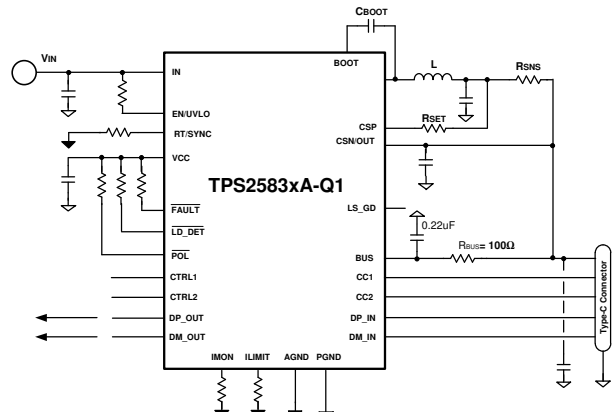 CBOOT
VIN
BOOT
L
RSNS
IN
EN/UVLO
RT/SYNC
CSP
RSET
CSN/OUT
VCC
TPS2583xA-Q1
FAULT
LS_GD
0.22uF
LD_DET
POL
BUS
RBUS= 100Ω
CTRL1
CC1
CTRL2
CC2
DP_OUT
DP_IN
DM_OUT
DM_IN
Type-C Connector
IMON
ILIMIT
AGND
PGND